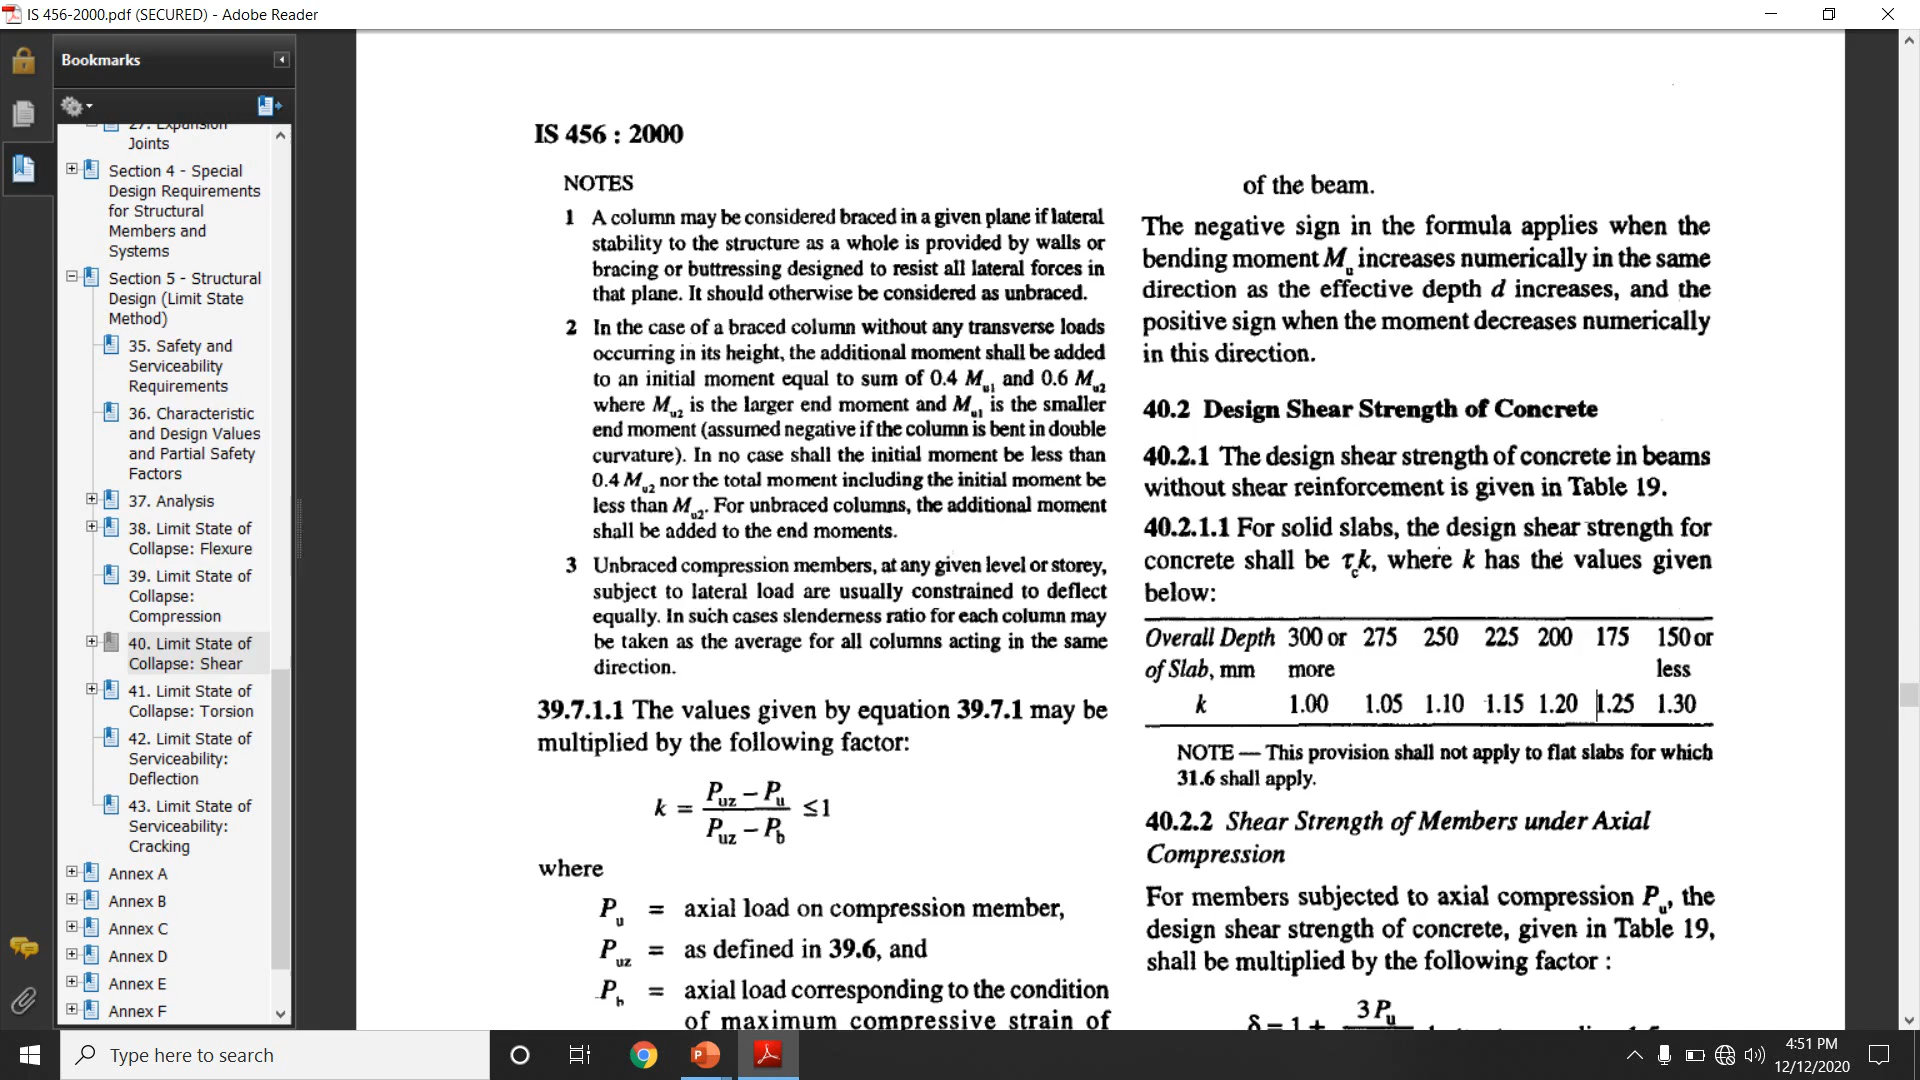 IS 456-2000.pdf (SECURED) - Adobe Reader
Bookmarks
27. Expansion
Joints
Section 4 - Special
Design Requirements
for Structural
Members and
Systems
Section 5 - Structural
Design (Limit State
Method)
35. Safety and
Serviceability
Requirements
36. Characteristic
and Design Values
and Partial Safety
Factors
37. Analysis
38. Limit State of
Collapse: Flexure
39. Limit State of
Collapse:
Compression
40. Limit State of
Collapse: Shear
41. Limit State of
Collapse: Torsion
42. Limit State of
Serviceability:
Deflection
43. Limit State of
Serviceability:
Cracking
Annex A
Annex B
Annex C
Annex D
Annex E
Annex F
IS 456 : 2000
NOTES
1 A column may be considered braced in a given plane if lateral
stability to the structure as a whole is provided by walls or
bracing or buttressing designed to resist all lateral forces in
that plane. It should otherwise be considered as unbraced.
2 In the case of a braced column without any transverse loads
occurring in its height, the additional moment shall be added
to an initial moment equal to sum of 0.4 Mu1 and 0.6 Mu2
where Mu2 is the larger end moment and Mu1 is the smaller
end moment (assumed negative if the column is bent in double
curvature). In no case shall the initial moment be less than
0.4 Mu2 nor the total moment including the initial moment be
less than Mu2. For unbraced columns, the additional moment
shall be added to the end moments.
3 Unbraced compression members, at any given level or storey,
subject to lateral load are usually constrained to deflect
equally. In such cases slenderness ratio for each column may
be taken as the average for all columns acting in the same
direction.
39.7.1.1 The values given by equation 39.7.1 may be
multiplied by the following factor:
k = (Puz − Pu) / (Puz − Pb) ≤ 1
where
Pu = axial load on compression member,
Puz = as defined in 39.6, and
Pb = axial load corresponding to the condition
of maximum compressive strain of
of the beam.
The negative sign in the formula applies when the
bending moment Mu increases numerically in the same
direction as the effective depth d increases, and the
positive sign when the moment decreases numerically
in this direction.
40.2 Design Shear Strength of Concrete
40.2.1 The design shear strength of concrete in beams
without shear reinforcement is given in Table 19.
40.2.1.1 For solid slabs, the design shear strength for
concrete shall be τck, where k has the values given
below:
Overall Depth 300 or 275 250 225 200 175 150 or
of Slab, mm more less
k 1.00 1.05 1.10 1.15 1.20 1.25 1.30
NOTE — This provision shall not apply to flat slabs for which
31.6 shall apply.
40.2.2 Shear Strength of Members under Axial
Compression
For members subjected to axial compression Pu, the
design shear strength of concrete, given in Table 19,
shall be multiplied by the following factor :
δ = 1 + 3 Pu
Type here to search
4:51 PM
12/12/2020